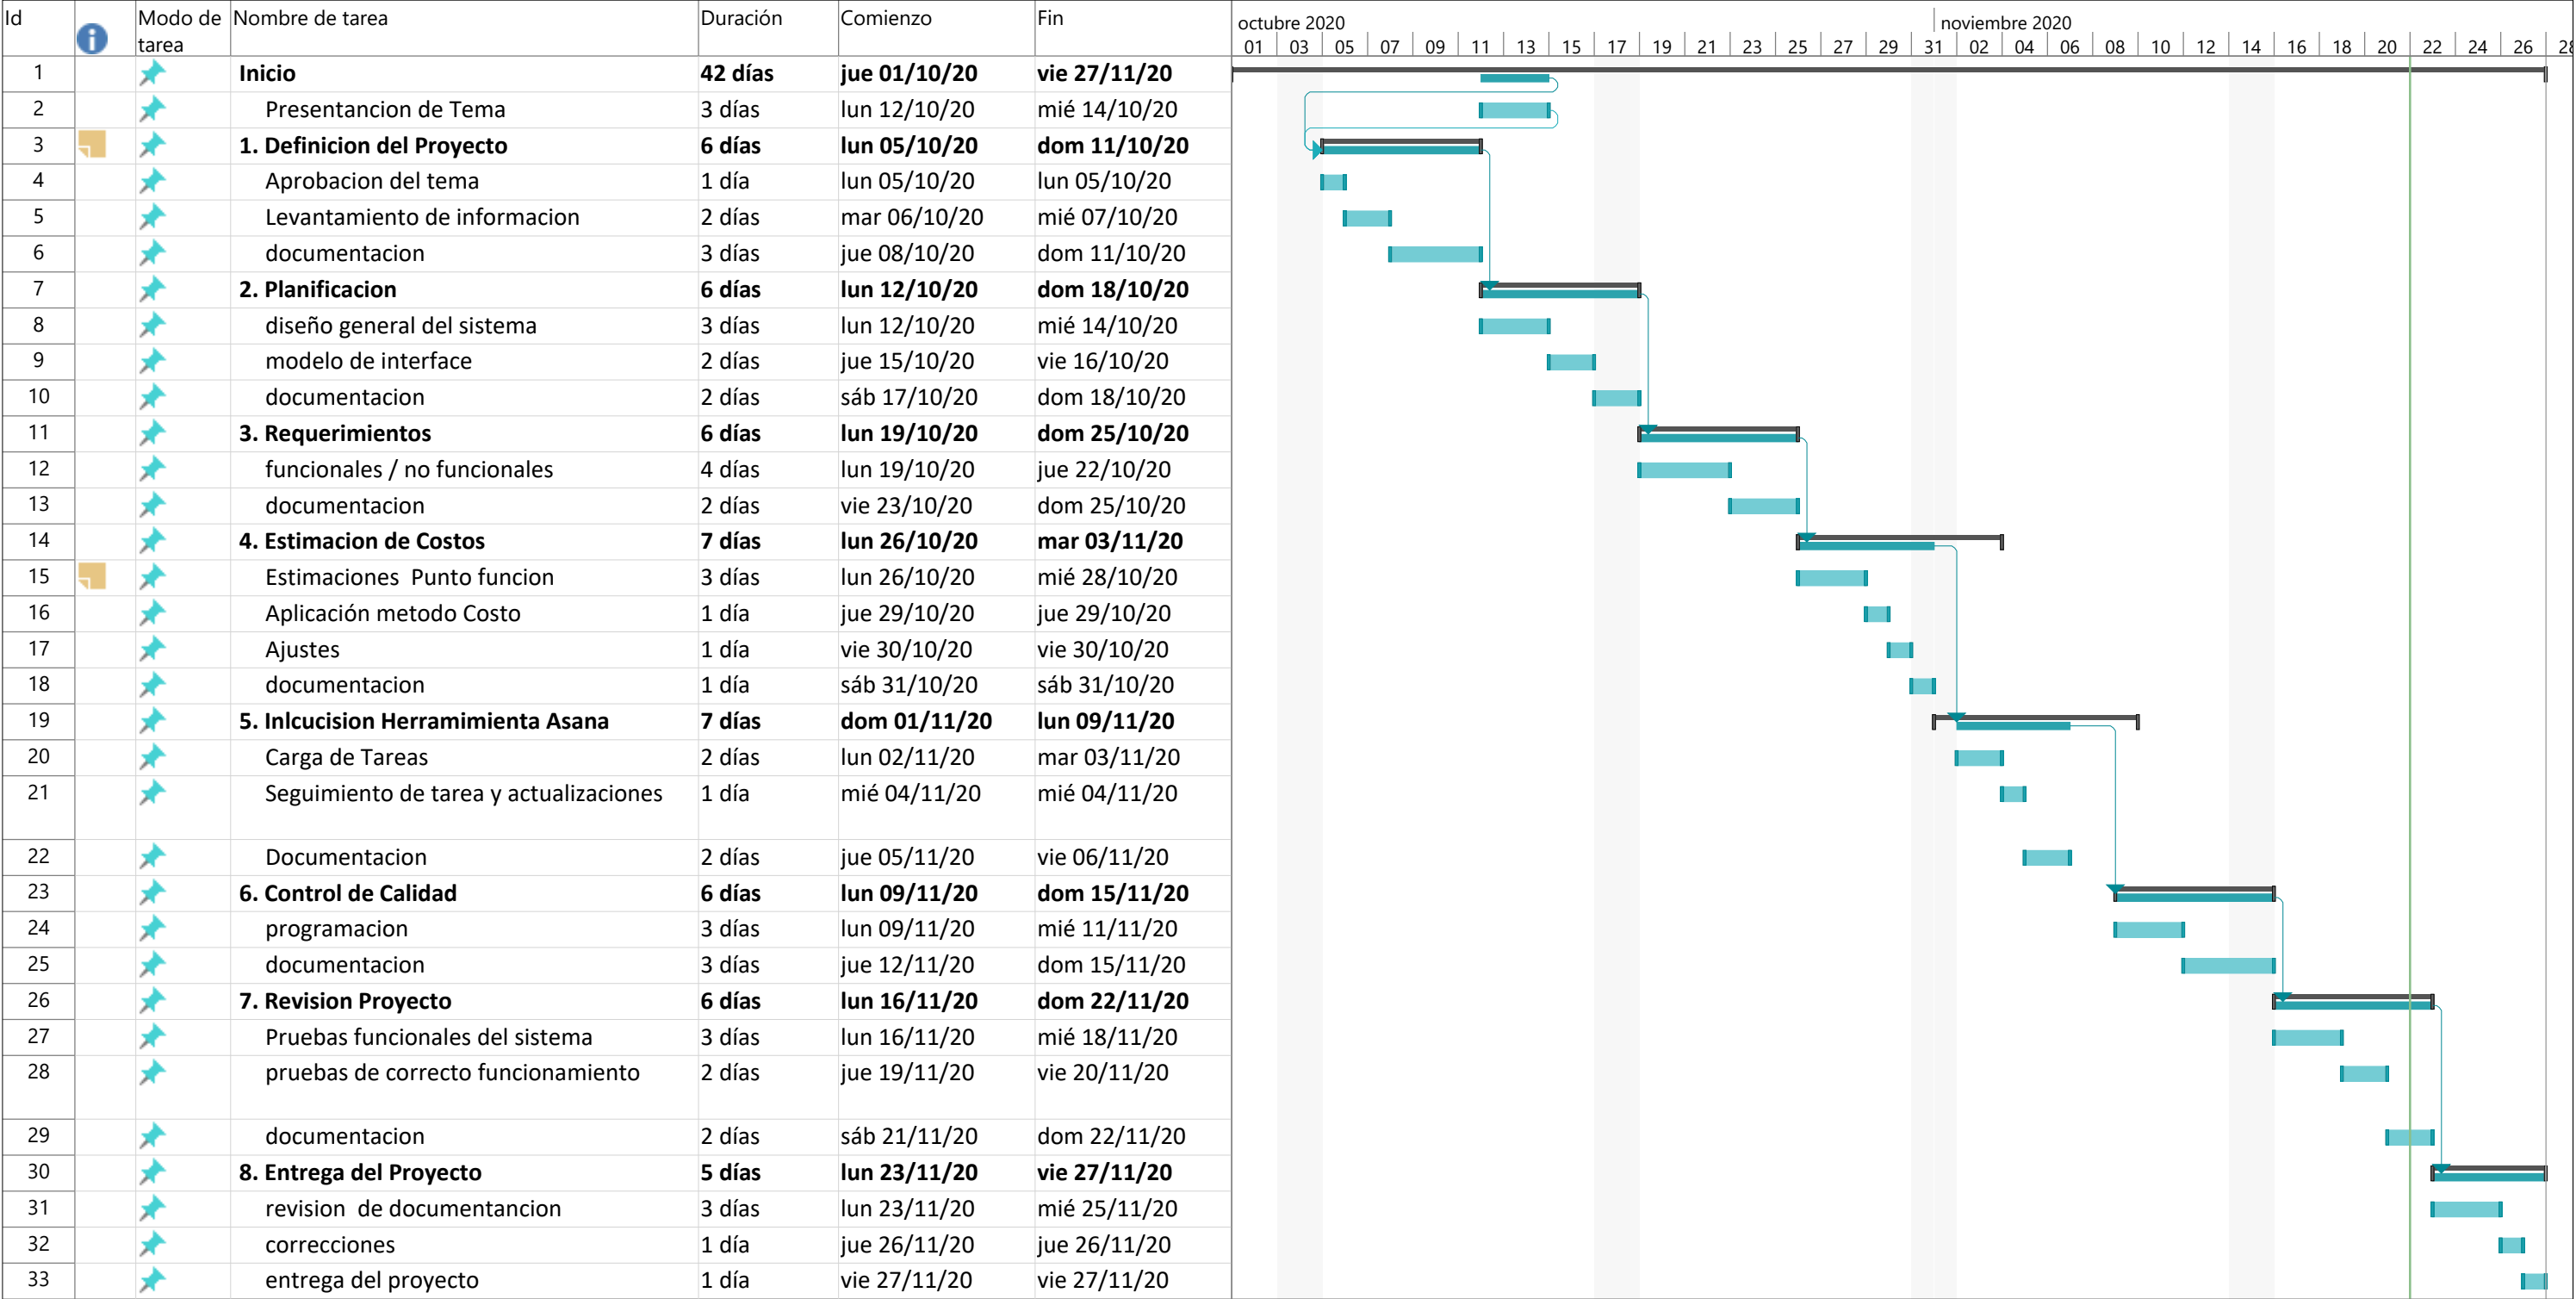 Id Modo de tarea Nombre de tarea Duración Comienzo Fin
octubre 2020 noviembre 2020
01 03 05 07 09 11 13 15 17 19 21 23 25 27 29 31 02 04 06 08 10 12 14 16 18 20 22 24 26 28
1 Inicio 42 días jue 01/10/20 vie 27/11/20
2 Presentancion de Tema 3 días lun 12/10/20 mié 14/10/20
3 1. Definicion del Proyecto 6 días lun 05/10/20 dom 11/10/20
4 Aprobacion del tema 1 día lun 05/10/20 lun 05/10/20
5 Levantamiento de informacion 2 días mar 06/10/20 mié 07/10/20
6 documentacion 3 días jue 08/10/20 dom 11/10/20
7 2. Planificacion 6 días lun 12/10/20 dom 18/10/20
8 diseño general del sistema 3 días lun 12/10/20 mié 14/10/20
9 modelo de interface 2 días jue 15/10/20 vie 16/10/20
10 documentacion 2 días sáb 17/10/20 dom 18/10/20
11 3. Requerimientos 6 días lun 19/10/20 dom 25/10/20
12 funcionales / no funcionales 4 días lun 19/10/20 jue 22/10/20
13 documentacion 2 días vie 23/10/20 dom 25/10/20
14 4. Estimacion de Costos 7 días lun 26/10/20 mar 03/11/20
15 Estimaciones Punto funcion 3 días lun 26/10/20 mié 28/10/20
16 Aplicación metodo Costo 1 día jue 29/10/20 jue 29/10/20
17 Ajustes 1 día vie 30/10/20 vie 30/10/20
18 documentacion 1 día sáb 31/10/20 sáb 31/10/20
19 5. Inlcucision Herramimienta Asana 7 días dom 01/11/20 lun 09/11/20
20 Carga de Tareas 2 días lun 02/11/20 mar 03/11/20
21 Seguimiento de tarea y actualizaciones 1 día mié 04/11/20 mié 04/11/20
22 Documentacion 2 días jue 05/11/20 vie 06/11/20
23 6. Control de Calidad 6 días lun 09/11/20 dom 15/11/20
24 programacion 3 días lun 09/11/20 mié 11/11/20
25 documentacion 3 días jue 12/11/20 dom 15/11/20
26 7. Revision Proyecto 6 días lun 16/11/20 dom 22/11/20
27 Pruebas funcionales del sistema 3 días lun 16/11/20 mié 18/11/20
28 pruebas de correcto funcionamiento 2 días jue 19/11/20 vie 20/11/20
29 documentacion 2 días sáb 21/11/20 dom 22/11/20
30 8. Entrega del Proyecto 5 días lun 23/11/20 vie 27/11/20
31 revision de documentancion 3 días lun 23/11/20 mié 25/11/20
32 correcciones 1 día jue 26/11/20 jue 26/11/20
33 entrega del proyecto 1 día vie 27/11/20 vie 27/11/20